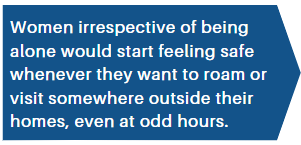 Women irrespective of being
alone would start feeling safe
whenever they want to roam or
visit somewhere outside their
homes, even at odd hours.